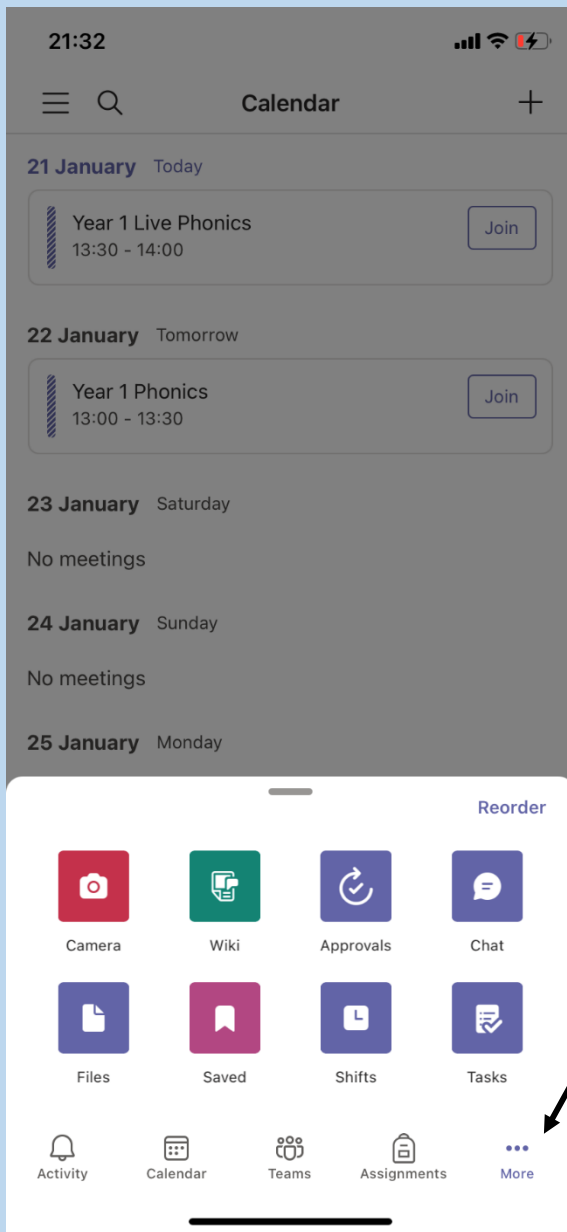 21:32
Calendar
21 January Today
Year 1 Live Phonics
13:30 - 14:00
Join
22 January Tomorrow
Year 1 Phonics
13:00 - 13:30
Join
23 January Saturday
No meetings
24 January Sunday
No meetings
25 January Monday
Reorder
Camera Wiki Approvals Chat
Files Saved Shifts Tasks
Activity Calendar Teams Assignments More